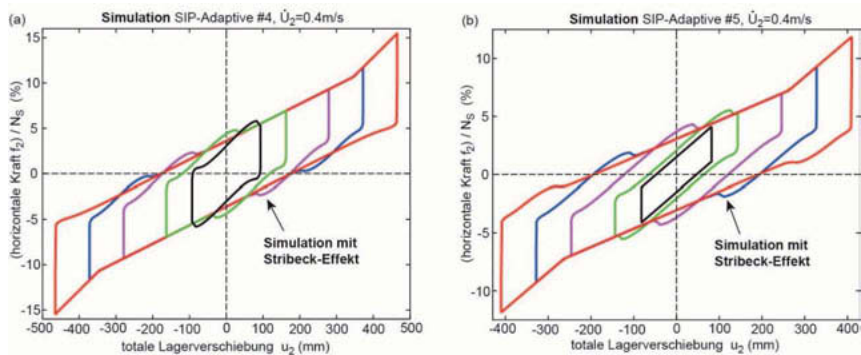 (a)
Simulation SIP-Adaptive #4, U̇₂=0.4m/s
(horizontale Kraft f₂) / Nₛ (%)
15
10
5
0
-5
-10
-15
Simulation mit
Stribeck-Effekt
-500 -400 -300 -200 -100 0 100 200 300 400 500
totale Lagerverschiebung u₂ (mm)
(b)
Simulation SIP-Adaptive #5, U̇₂=0.4m/s
(horizontale Kraft f₂) / Nₛ (%)
10
5
0
-5
-10
Simulation mit
Stribeck-Effekt
-400 -300 -200 -100 0 100 200 300 400
totale Lagerverschiebung u₂ (mm)